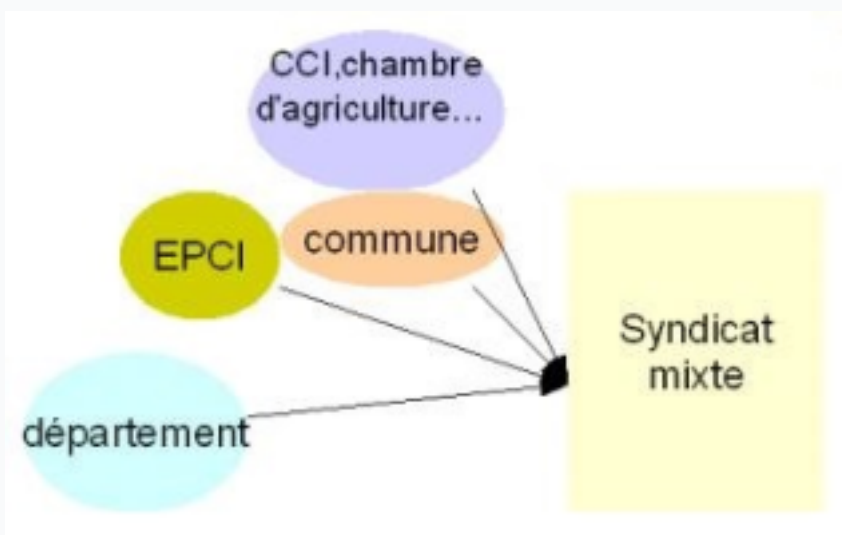 CCI,chambre
d'agriculture...
commune
EPCI
département
Syndicat
mixte